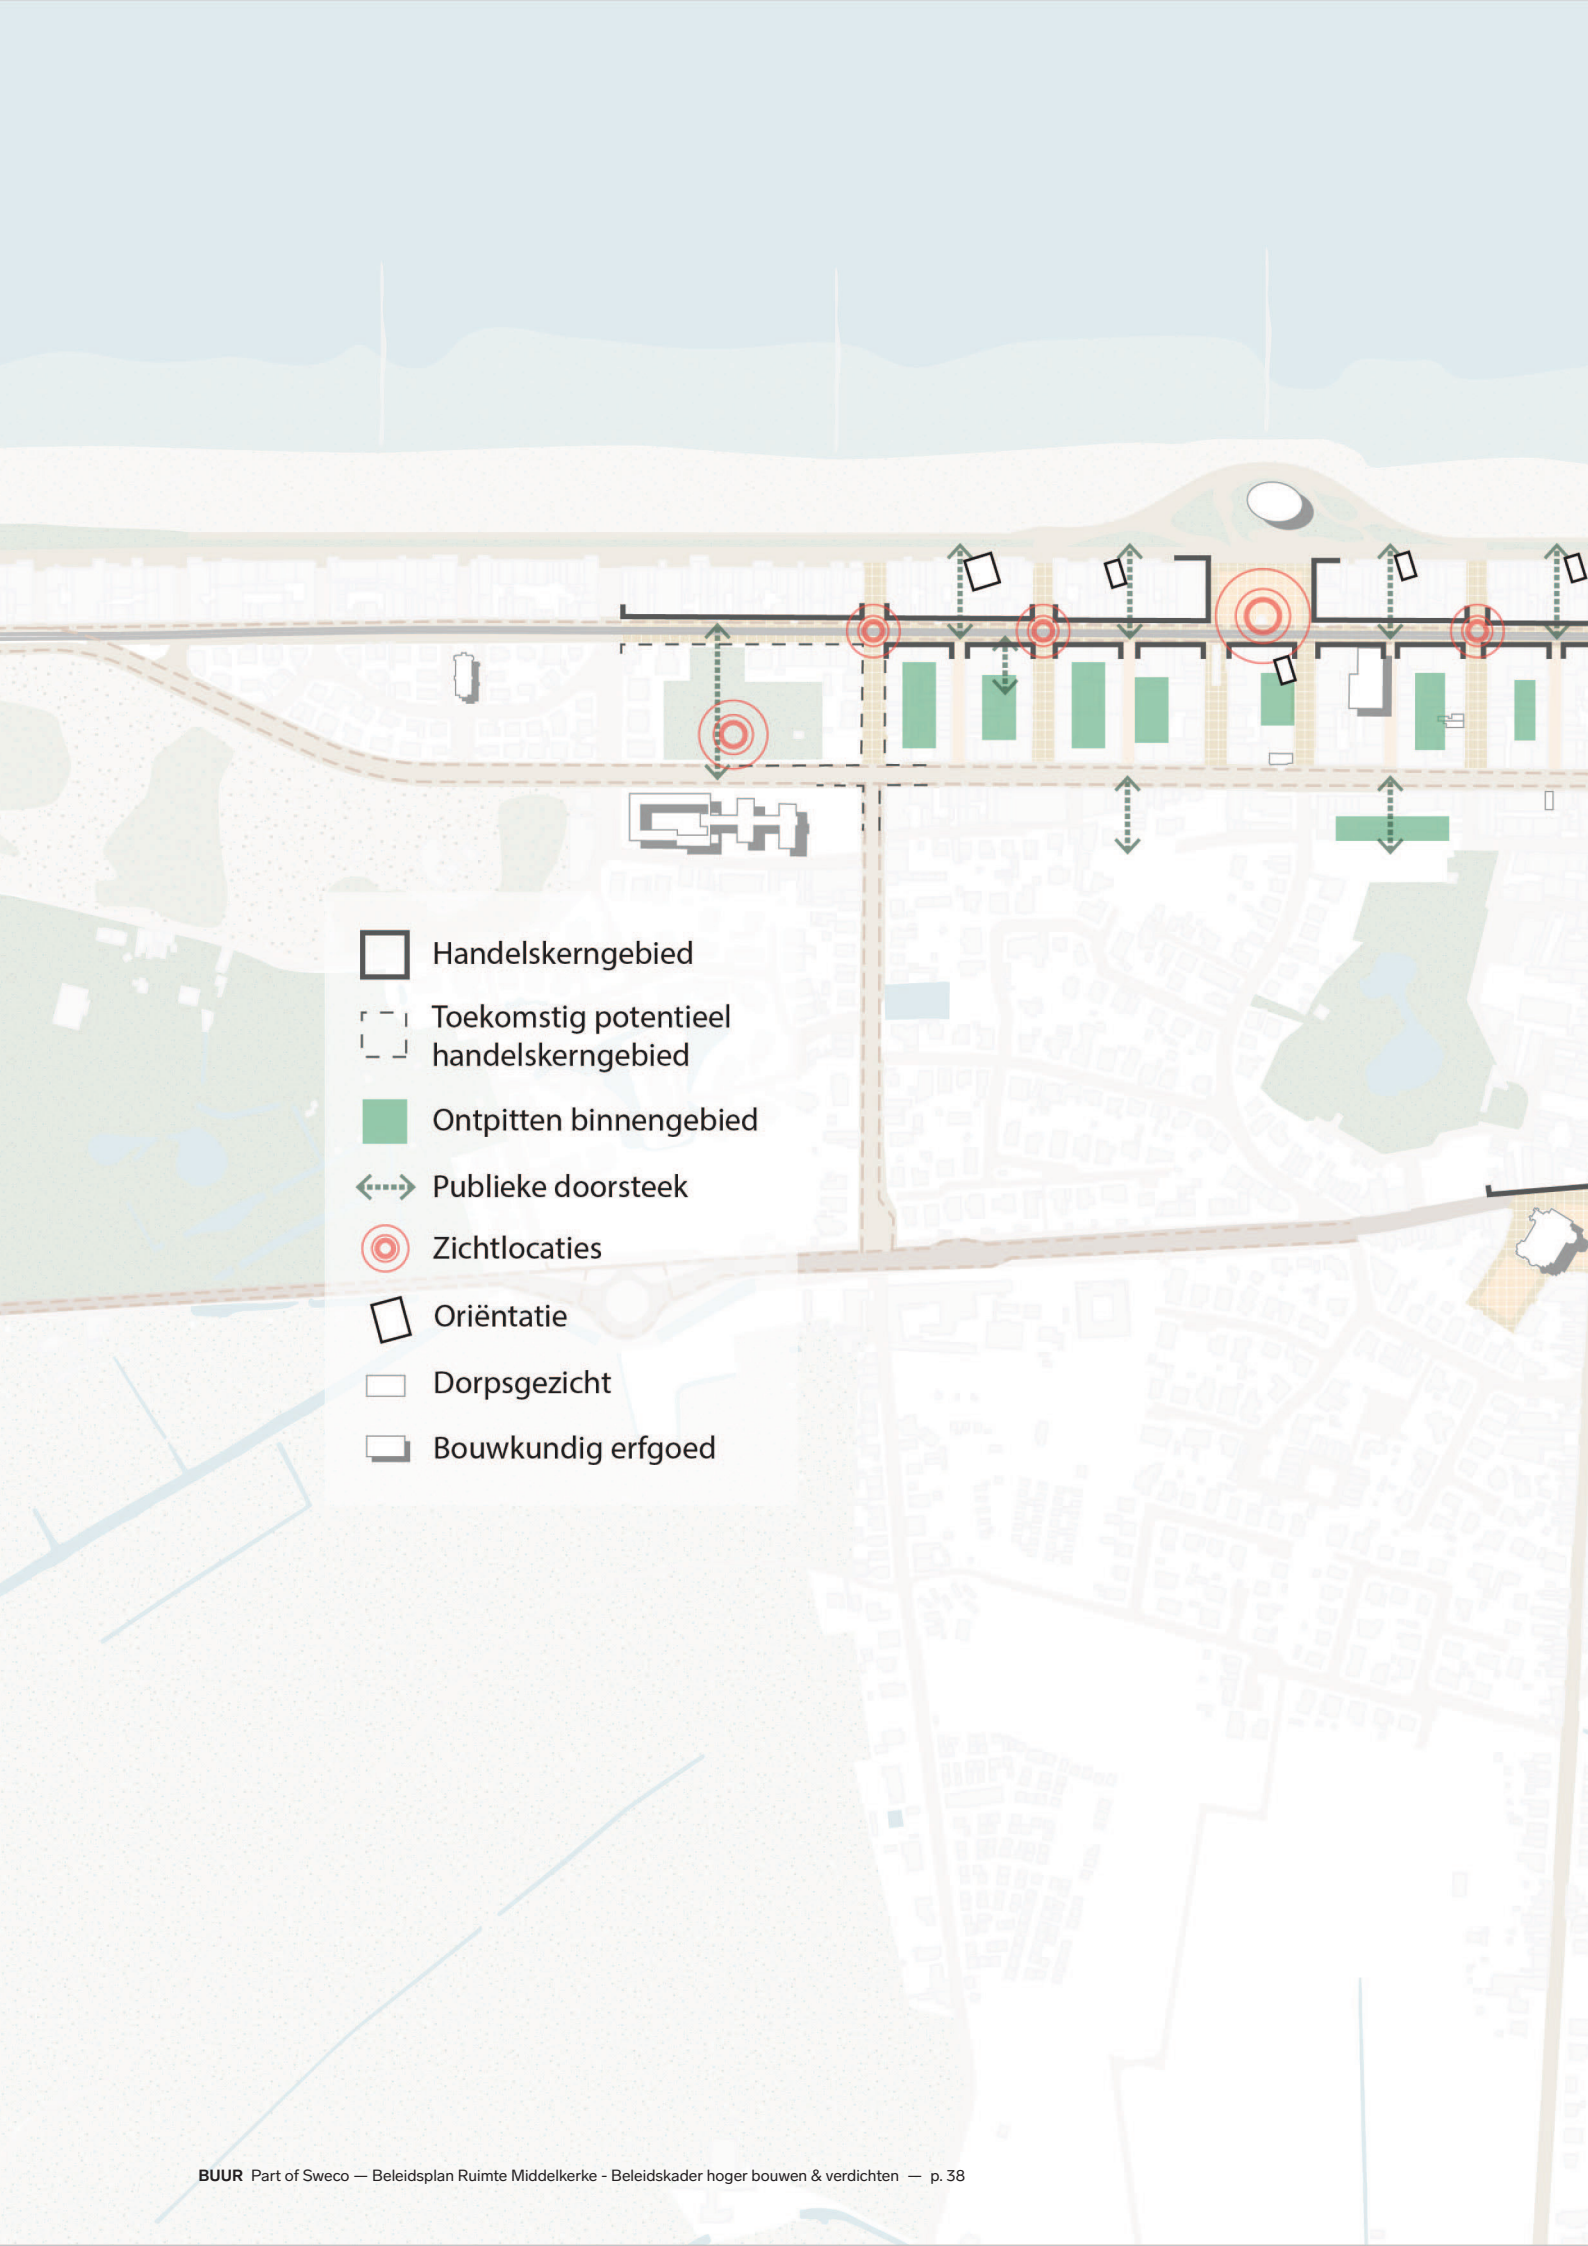 Handelskerngebied
Toekomstig potentieel
handelskerngebied
Ontpitten binnengebied
Publieke doorsteek
Zichtlocaties
Oriëntatie
Dorpsgezicht
Bouwkundig erfgoed
BUUR Part of Sweco — Beleidsplan Ruimte Middelkerke - Beleidskader hoger bouwen & verdichten — p. 38